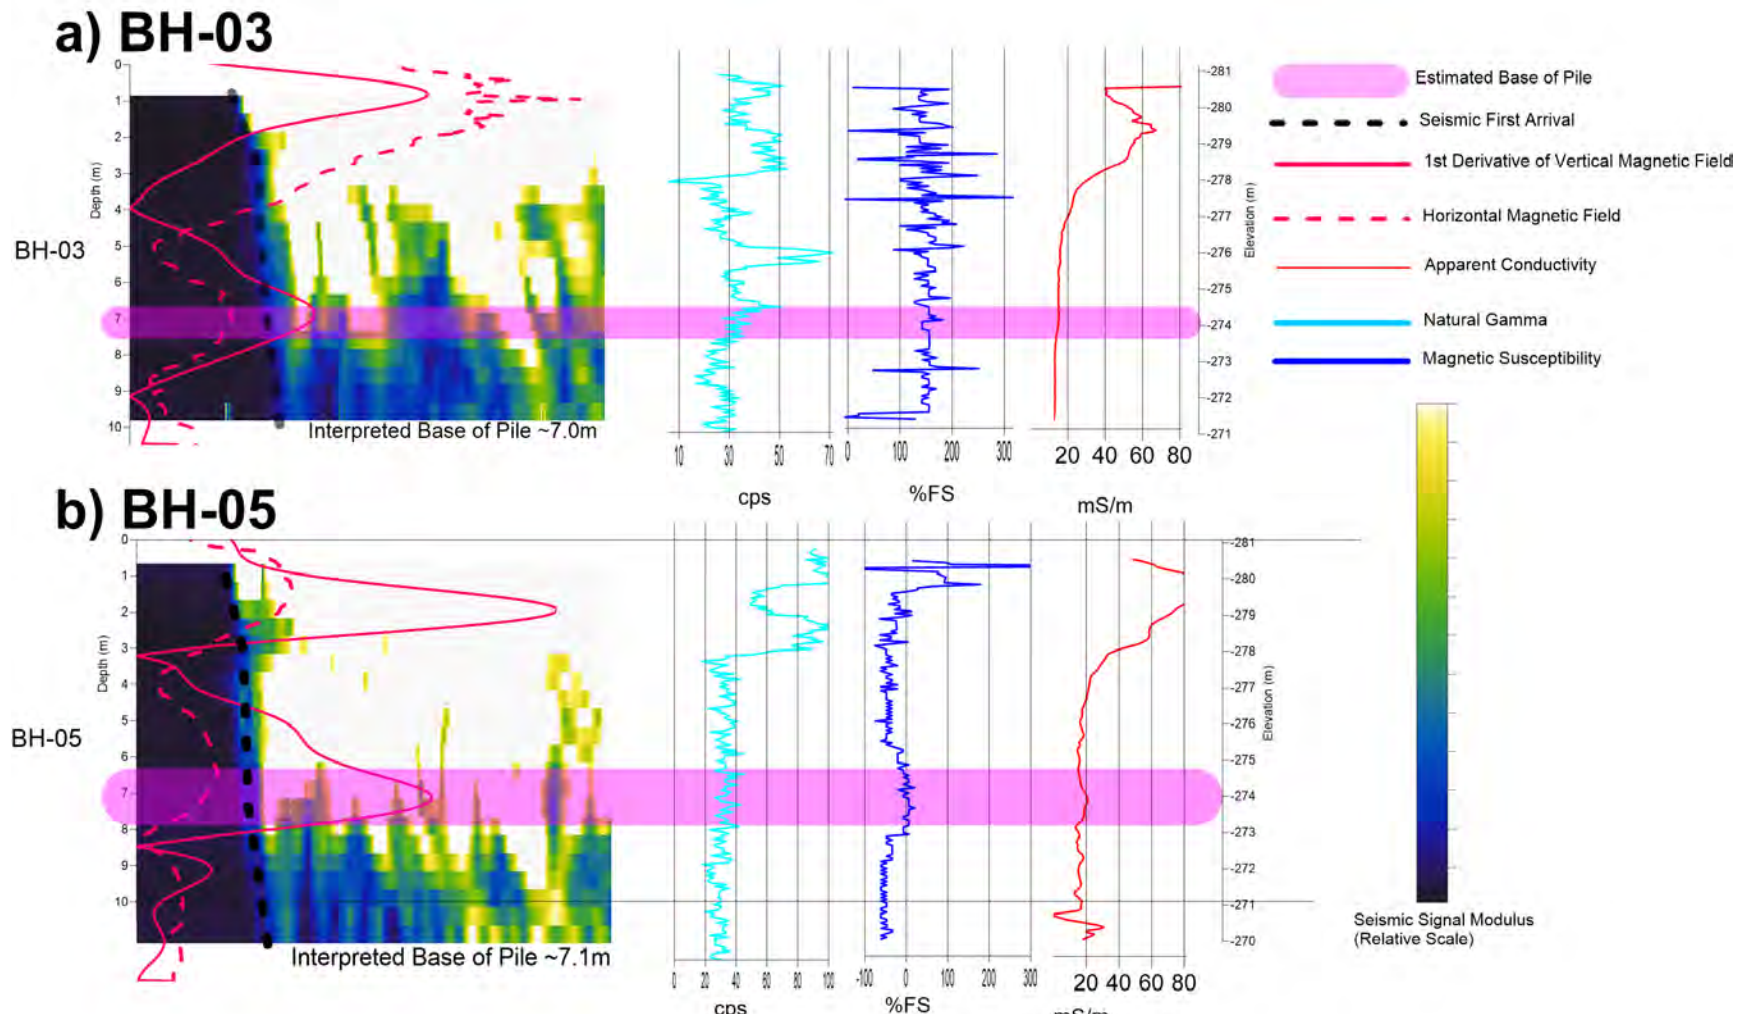 a) BH-03
Depth (m)
0
1
2
3
4
5
6
7
8
9
10
BH-03
Interpreted Base of Pile ~7.0m
10 30 50 70
cps
0 100 200 300
%FS
20 40 60 80
mS/m
-281
-280
-279
-278
-277
-276
-275
-274
-273
-272
-271
Elevation (m)
Estimated Base of Pile
Seismic First Arrival
1st Derivative of Vertical Magnetic Field
Horizontal Magnetic Field
Apparent Conductivity
Natural Gamma
Magnetic Susceptibility
b) BH-05
Depth (m)
0
1
2
3
4
5
6
7
8
9
10
BH-05
Interpreted Base of Pile ~7.1m
0 20 40 60 80 100
cps
-100 0 100 200 300
%FS
20 40 60 80
mS/m
-281
-280
-279
-278
-277
-276
-275
-274
-273
-272
-271
-270
Elevation (m)
Seismic Signal Modulus
(Relative Scale)